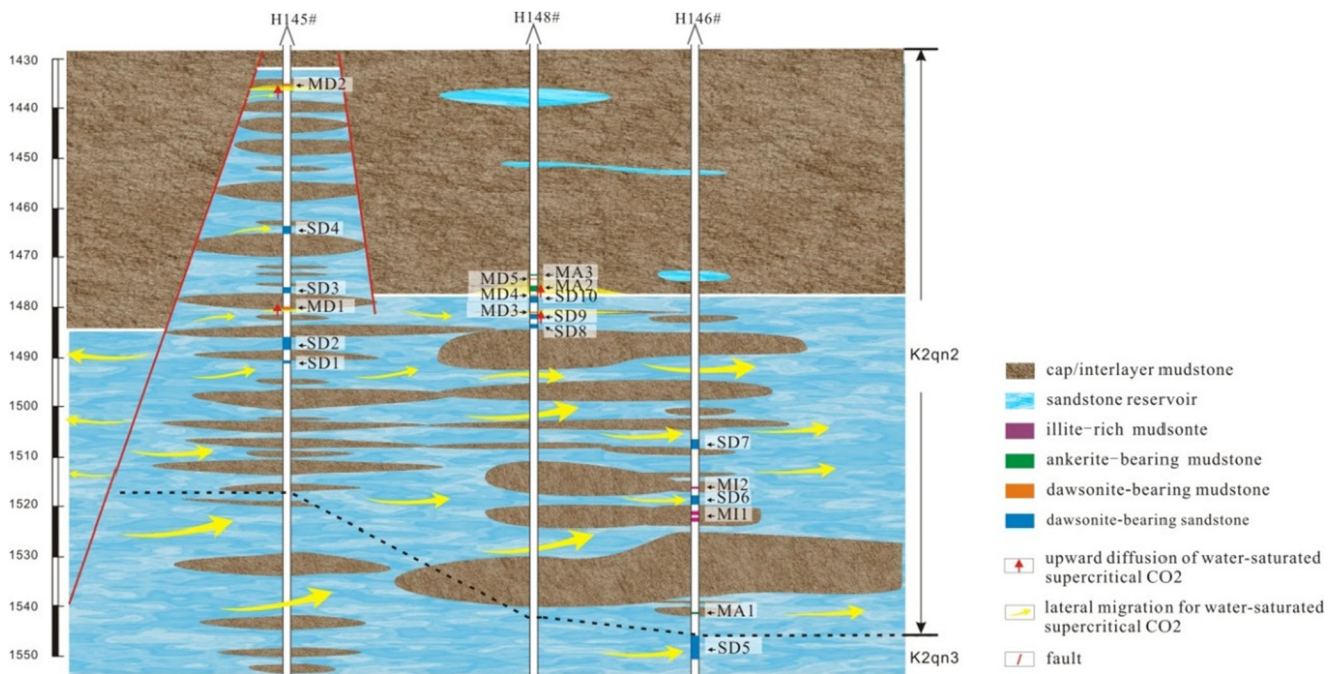 H145#
H148#
H146#
1430
1440
1450
1460
1470
1480
1490
1500
1510
1520
1530
1540
1550
MD2
SD4
SD3
MD1
SD2
SD1
MD5
MA3
MA2
MD4
SD10
MD3
SD9
SD8
SD7
MI2
SD6
MI1
MA1
SD5
K2qn2
K2qn3
cap/interlayer mudstone
sandstone reservoir
illite-rich mudsonte
ankerite-bearing mudstone
dawsonite-bearing mudstone
dawsonite-bearing sandstone
upward diffusion of water-saturated
supercritical CO2
lateral migration for water-saturated
supercritical CO2
fault